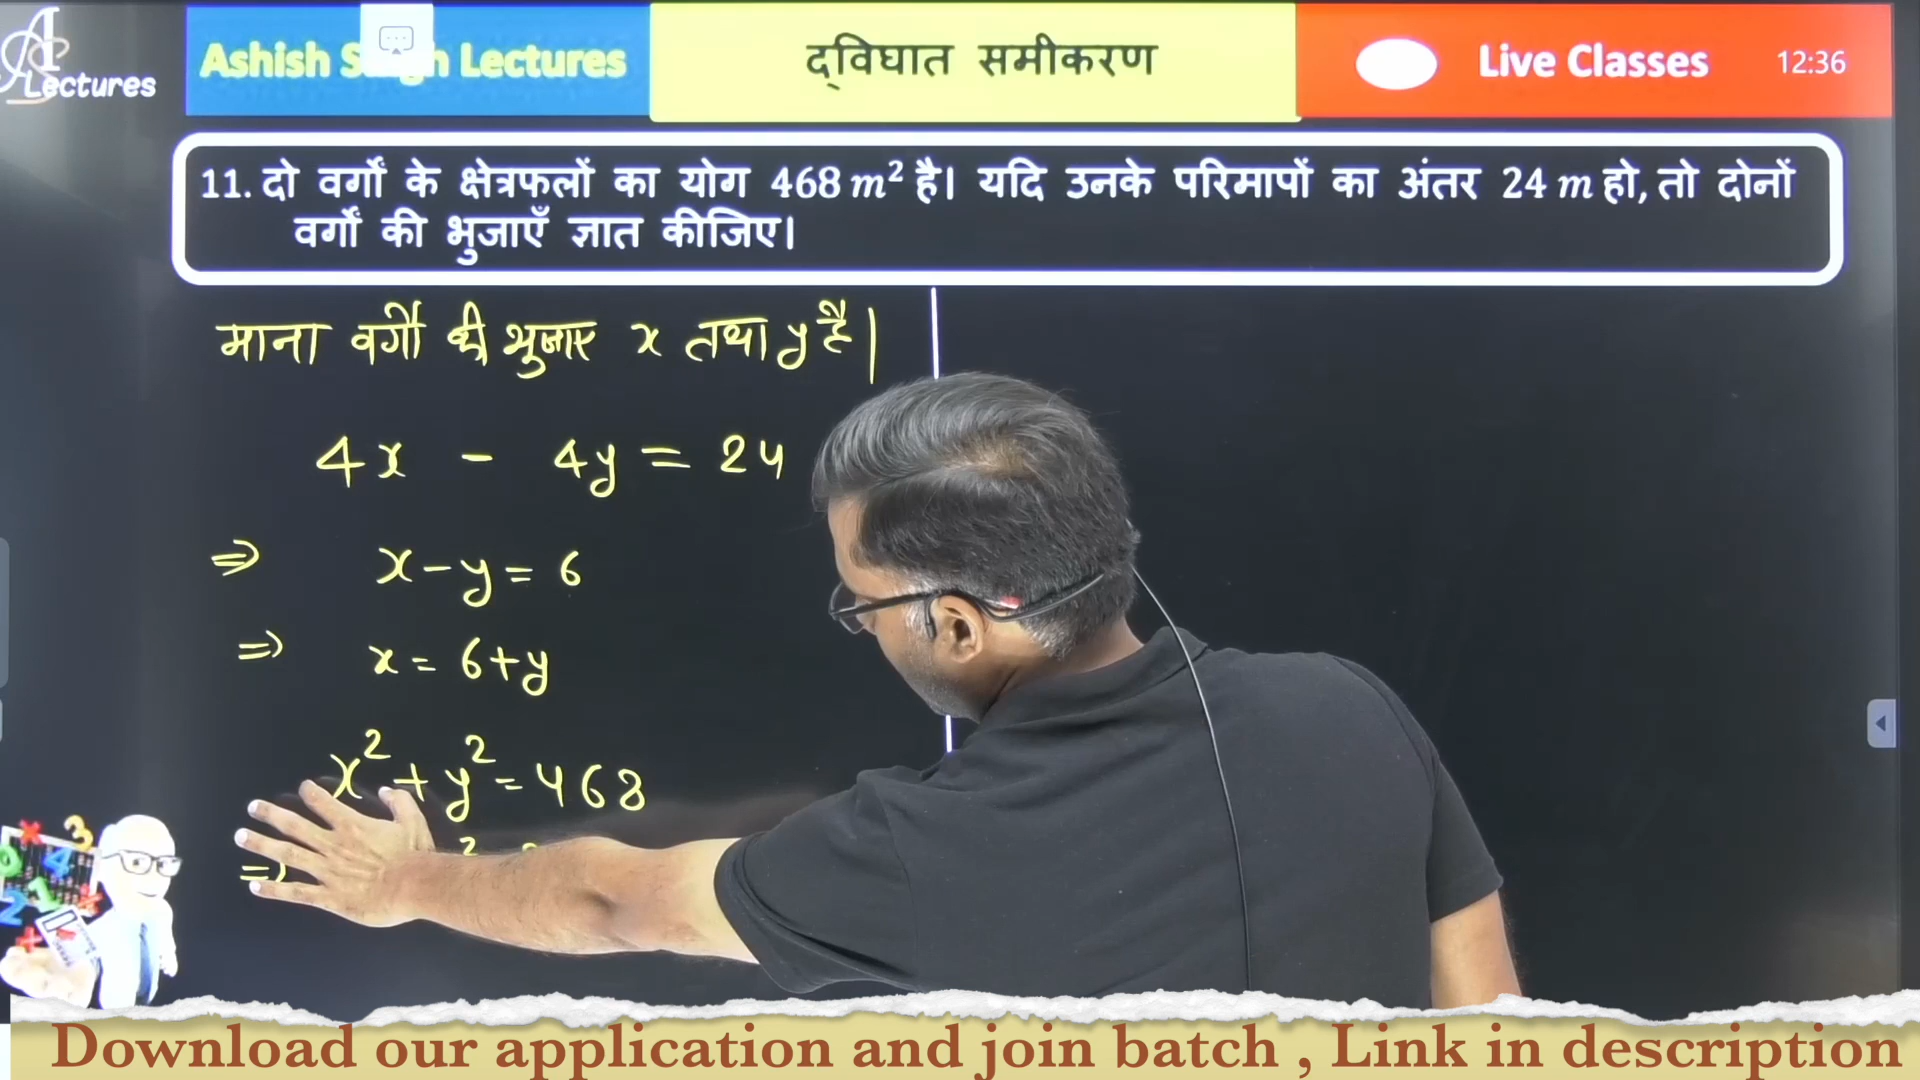 Lectures
Ashish Singh Lectures
द्विघात समीकरण
Live Classes
12:36
11. दो वर्गों के क्षेत्रफलों का योग 468 m² है। यदि उनके परिमापों का अंतर 24 m हो, तो दोनों
वर्गों की भुजाएँ ज्ञात कीजिए।
माना वर्गों की भुजाएं x तथा y है।
4x - 4y = 24
⇒ x - y = 6
⇒ x = 6 + y
x² + y² = 468
⇒
Download our application and join batch , Link in description